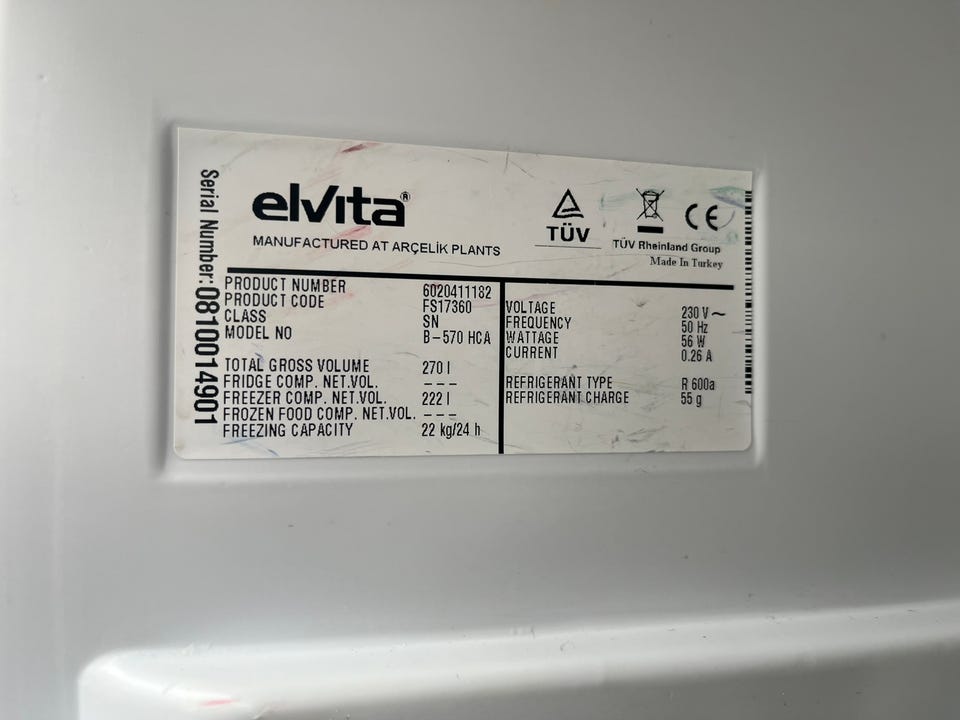 elvita®
MANUFACTURED AT ARÇELİK PLANTS
TÜV
CE
TÜV Rheinland Group
Made In Turkey
Serial Number: 0810014901
PRODUCT NUMBER 6020411182
PRODUCT CODE FS17360
CLASS SN
MODEL NO B-570 HCA
TOTAL GROSS VOLUME 270 l
FRIDGE COMP. NET.VOL. ---
FREEZER COMP. NET.VOL. 222 l
FROZEN FOOD COMP. NET.VOL. ---
FREEZING CAPACITY 22 kg/24 h
VOLTAGE 230 V ~
FREQUENCY 50 Hz
WATTAGE 56 W
CURRENT 0.26 A
REFRIGERANT TYPE R 600a
REFRIGERANT CHARGE 55 g